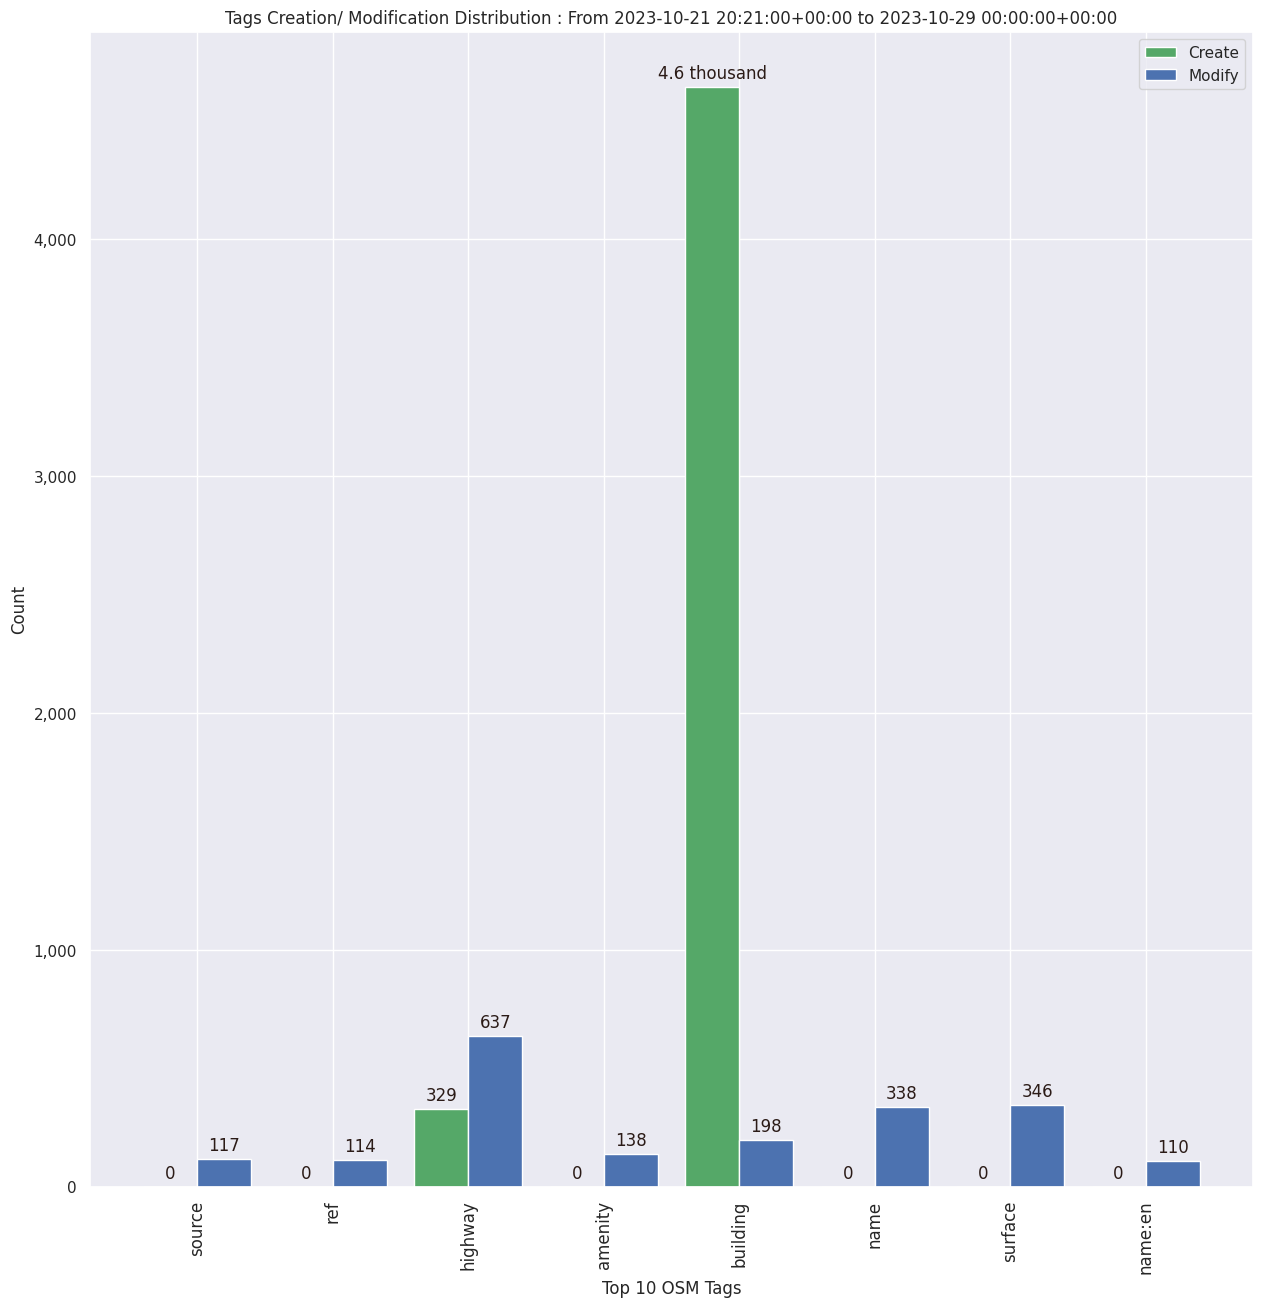 Tags Creation/ Modification Distribution : From 2023-10-21 20:21:00+00:00 to 2023-10-29 00:00:00+00:00
Create
Modify
4.6 thousand
4,000
3,000
2,000
1,000
0
Count
0
117
0
114
329
637
0
138
198
0
338
0
346
0
110
source
ref
highway
amenity
building
name
surface
name:en
Top 10 OSM Tags